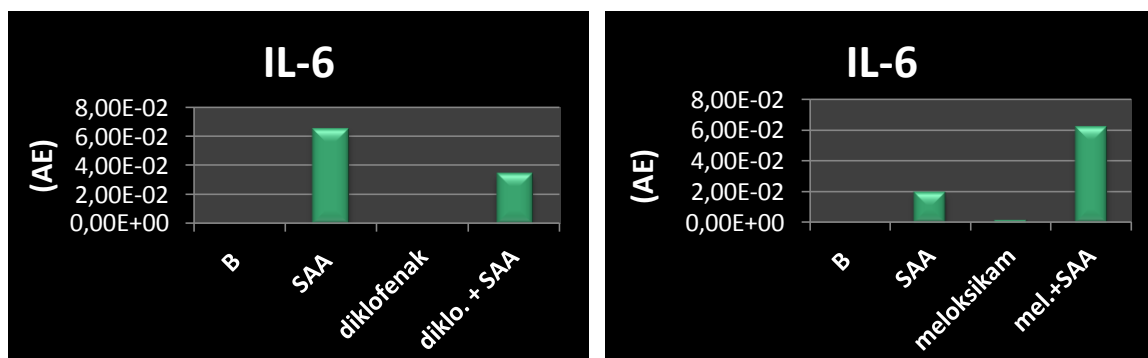 IL-6
(AE)
8,00E-02
6,00E-02
4,00E-02
2,00E-02
0,00E+00
B
SAA
diklofenak
diklo. + SAA
IL-6
(AE)
8,00E-02
6,00E-02
4,00E-02
2,00E-02
0,00E+00
B
SAA
meloksikam
mel.+SAA